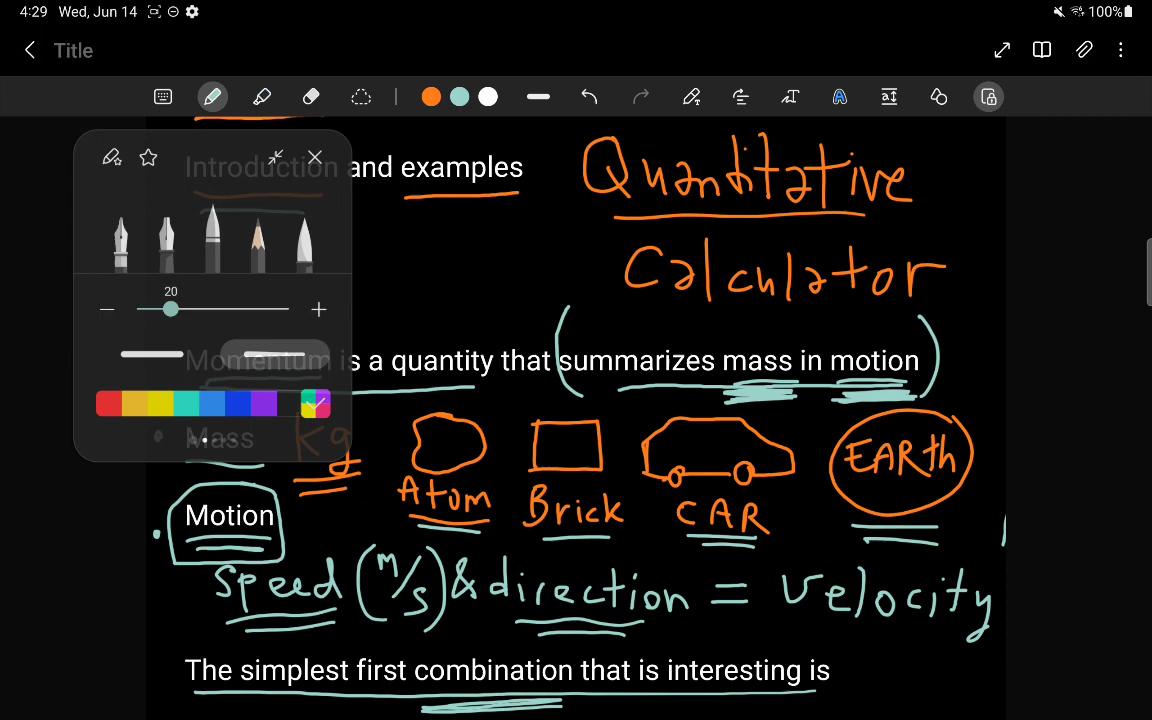 4:29 Wed, Jun 14
100%
Title
Introduction and examples
Quantitative
Calculator
20
Momentum is a quantity that (summarizes mass in motion)
Mass kg
Atom Brick CAR EARth
• Motion
Speed (m/s) & direction = velocity
The simplest first combination that is interesting is